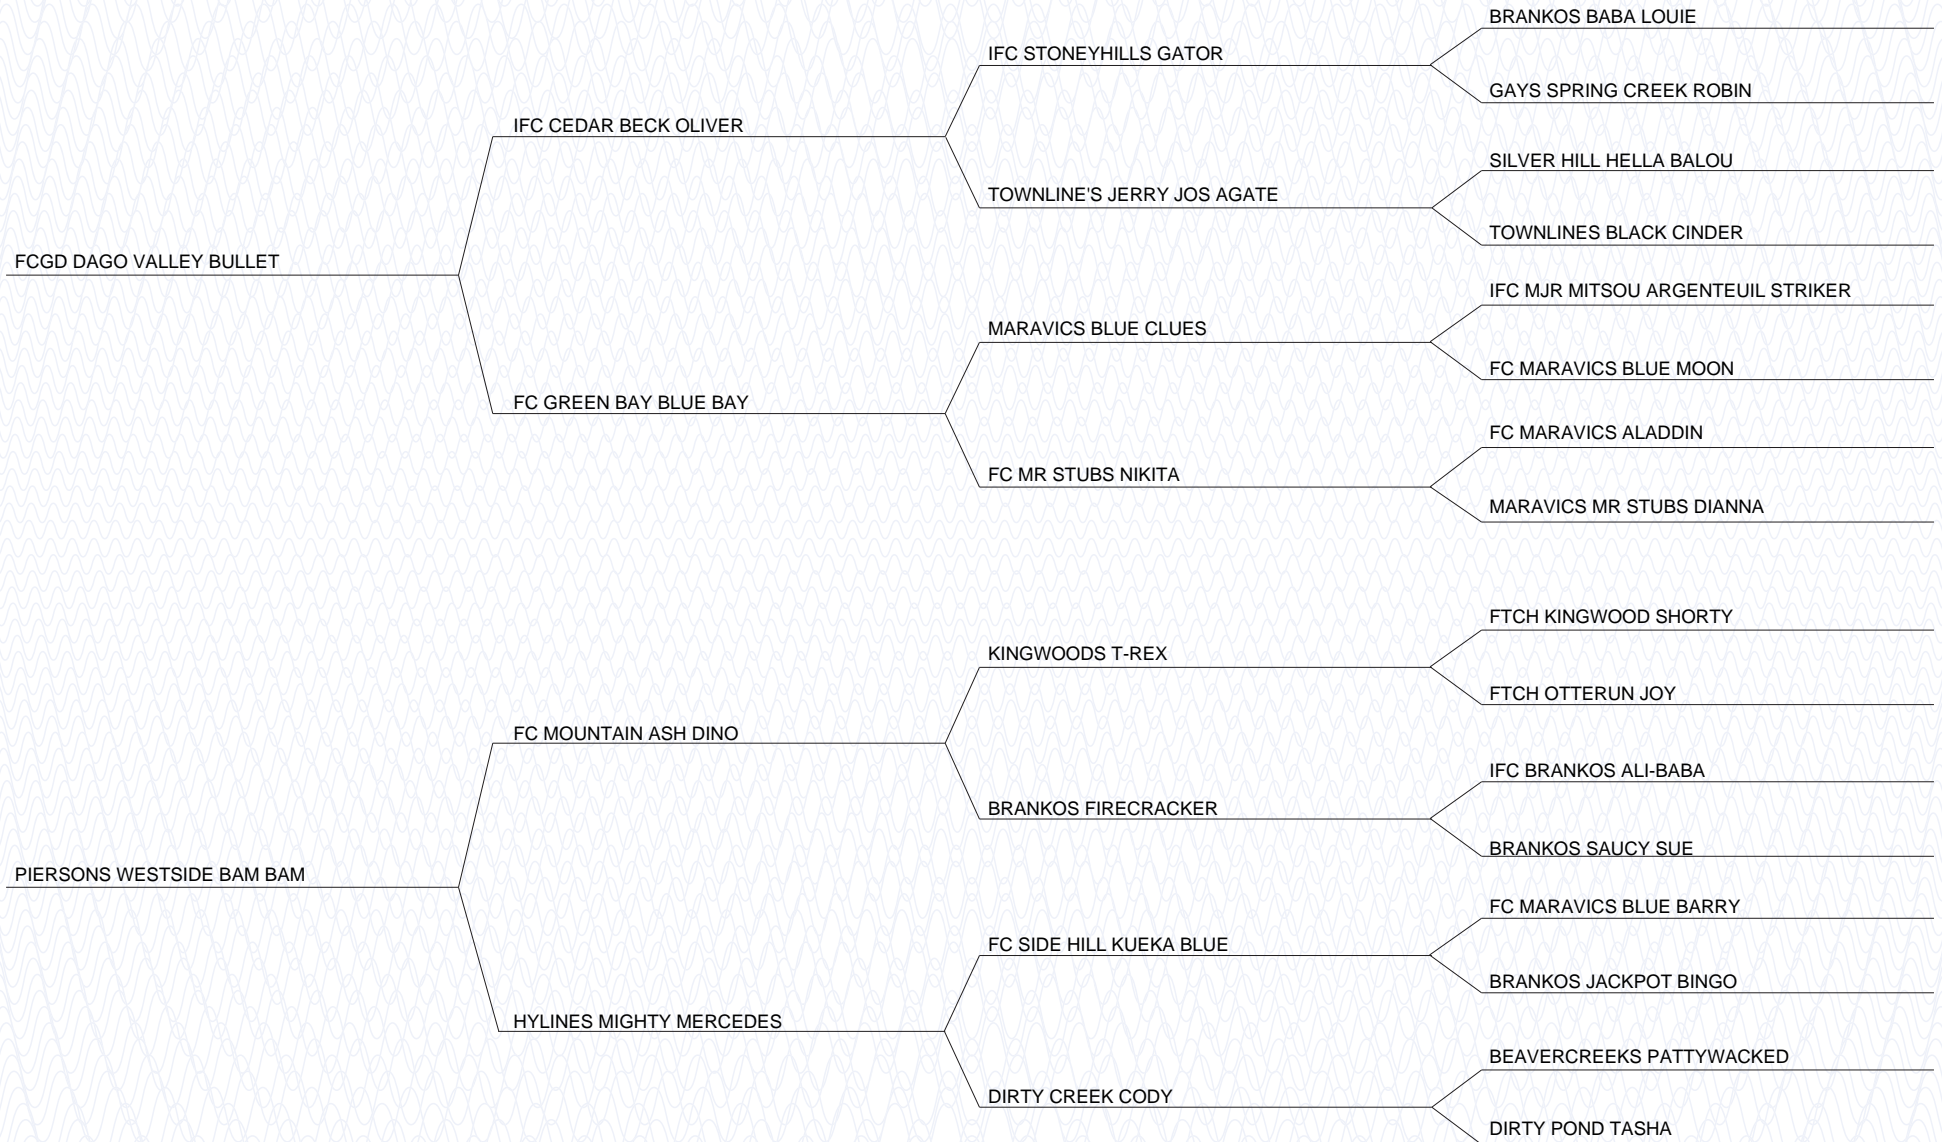 BRANKOS BABA LOUIE
IFC STONEYHILLS GATOR
GAYS SPRING CREEK ROBIN
IFC CEDAR BECK OLIVER
SILVER HILL HELLA BALOU
TOWNLINE'S JERRY JOS AGATE
TOWNLINES BLACK CINDER
FCGD DAGO VALLEY BULLET
IFC MJR MITSOU ARGENTEUIL STRIKER
MARAVICS BLUE CLUES
FC MARAVICS BLUE MOON
FC GREEN BAY BLUE BAY
FC MARAVICS ALADDIN
FC MR STUBS NIKITA
MARAVICS MR STUBS DIANNA
FTCH KINGWOOD SHORTY
KINGWOODS T-REX
FTCH OTTERUN JOY
FC MOUNTAIN ASH DINO
IFC BRANKOS ALI-BABA
BRANKOS FIRECRACKER
BRANKOS SAUCY SUE
PIERSONS WESTSIDE BAM BAM
FC MARAVICS BLUE BARRY
FC SIDE HILL KUEKA BLUE
BRANKOS JACKPOT BINGO
HYLINES MIGHTY MERCEDES
BEAVERCREEKS PATTYWACKED
DIRTY CREEK CODY
DIRTY POND TASHA